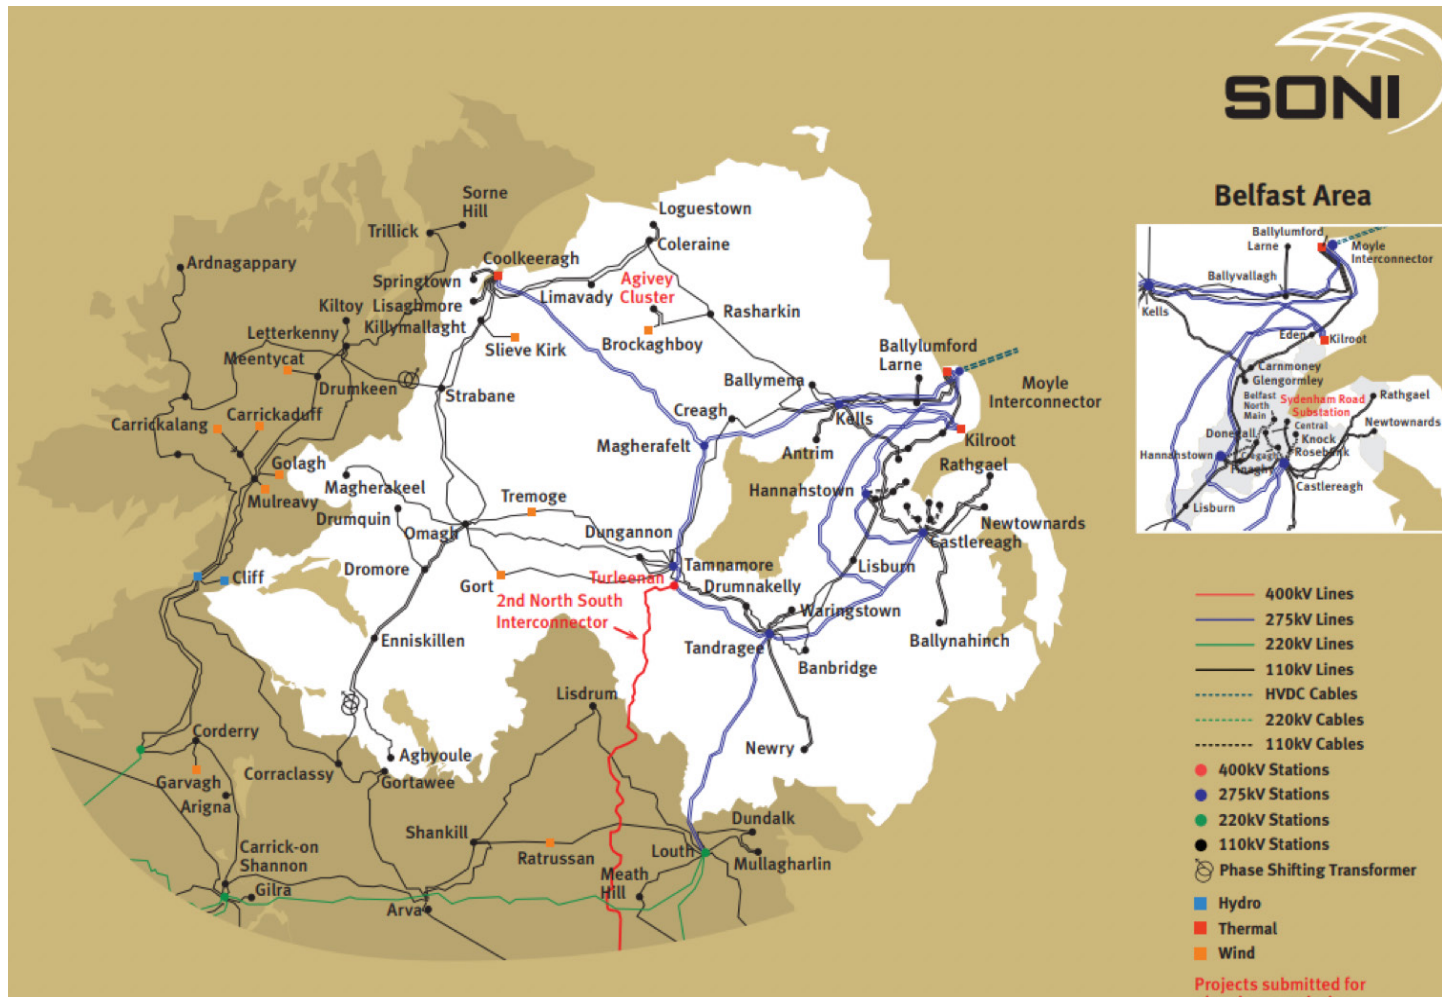 SONI
Belfast Area
Sorne
Hill
Trillick
Loguestown
Coleraine
Ardnagappary
Coolkeeragh
Springtown
Agivey
Cluster
Limavady
Kiltoy
Lisaghmore
Killymallaght
Rasharkin
Letterkenny
Meentycat
Slieve Kirk
Brockaghboy
Drumkeen
Strabane
Ballymena
Ballylumford
Larne
Moyle
Interconnector
Carrickaduff
Carrickalang
Creagh
Kells
Magherafelt
Antrim
Kilroot
Golagh
Mulreavy
Magherakeel
Tremoge
Hannahstown
Rathgael
Drumquin
Omagh
Dungannon
Newtownards
Castlereagh
Dromore
Gort
Tamnamore
Turleenan
Drumnakelly
Lisburn
Cliff
2nd North South
Interconnector
Waringstown
Enniskillen
Tandragee
Banbridge
Ballynahinch
Lisdrum
Newry
Corderry
Aghyoule
Garvagh
Corraclassy
Gortawee
Arigna
Shankill
Dundalk
Carrick-on
Shannon
Ratrussan
Louth
Mullagharlin
Gilra
Meath
Hill
Arva
Ballylumford
Larne
Moyle
Interconnector
Ballyvallagh
Kells
Eden
Kilroot
Carnmoney
Glengormley
Belfast
North
Main
Sydenham Road
Substation
Rathgael
Central
Donegall
Knock
Newtownards
Hannahstown
Cregagh
Rosebank
Finaghy
Castlereagh
Lisburn
400kV Lines
275kV Lines
220kV Lines
110kV Lines
HVDC Cables
220kV Cables
110kV Cables
400kV Stations
275kV Stations
220kV Stations
110kV Stations
Phase Shifting Transformer
Hydro
Thermal
Wind
Projects submitted for